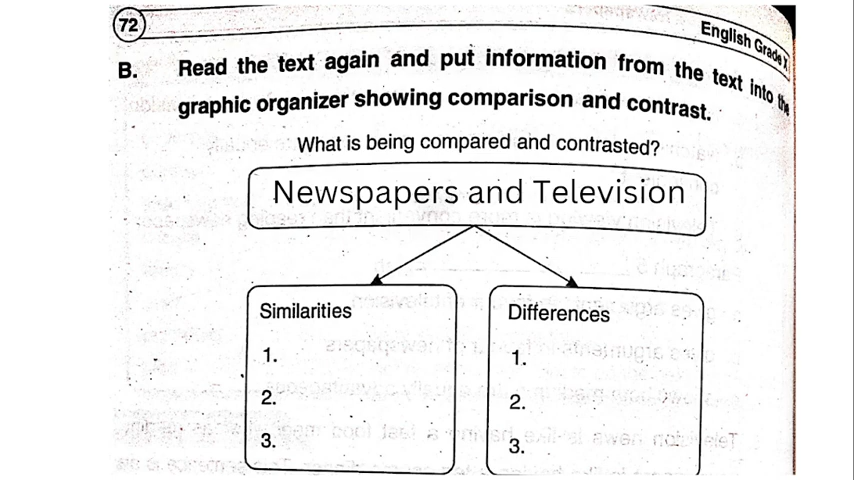 72
English Grade X
B. Read the text again and put information from the text into the
graphic organizer showing comparison and contrast.
What is being compared and contrasted?
Newspapers and Television
Similarities
1.
2.
3.
Differences
1.
2.
3.